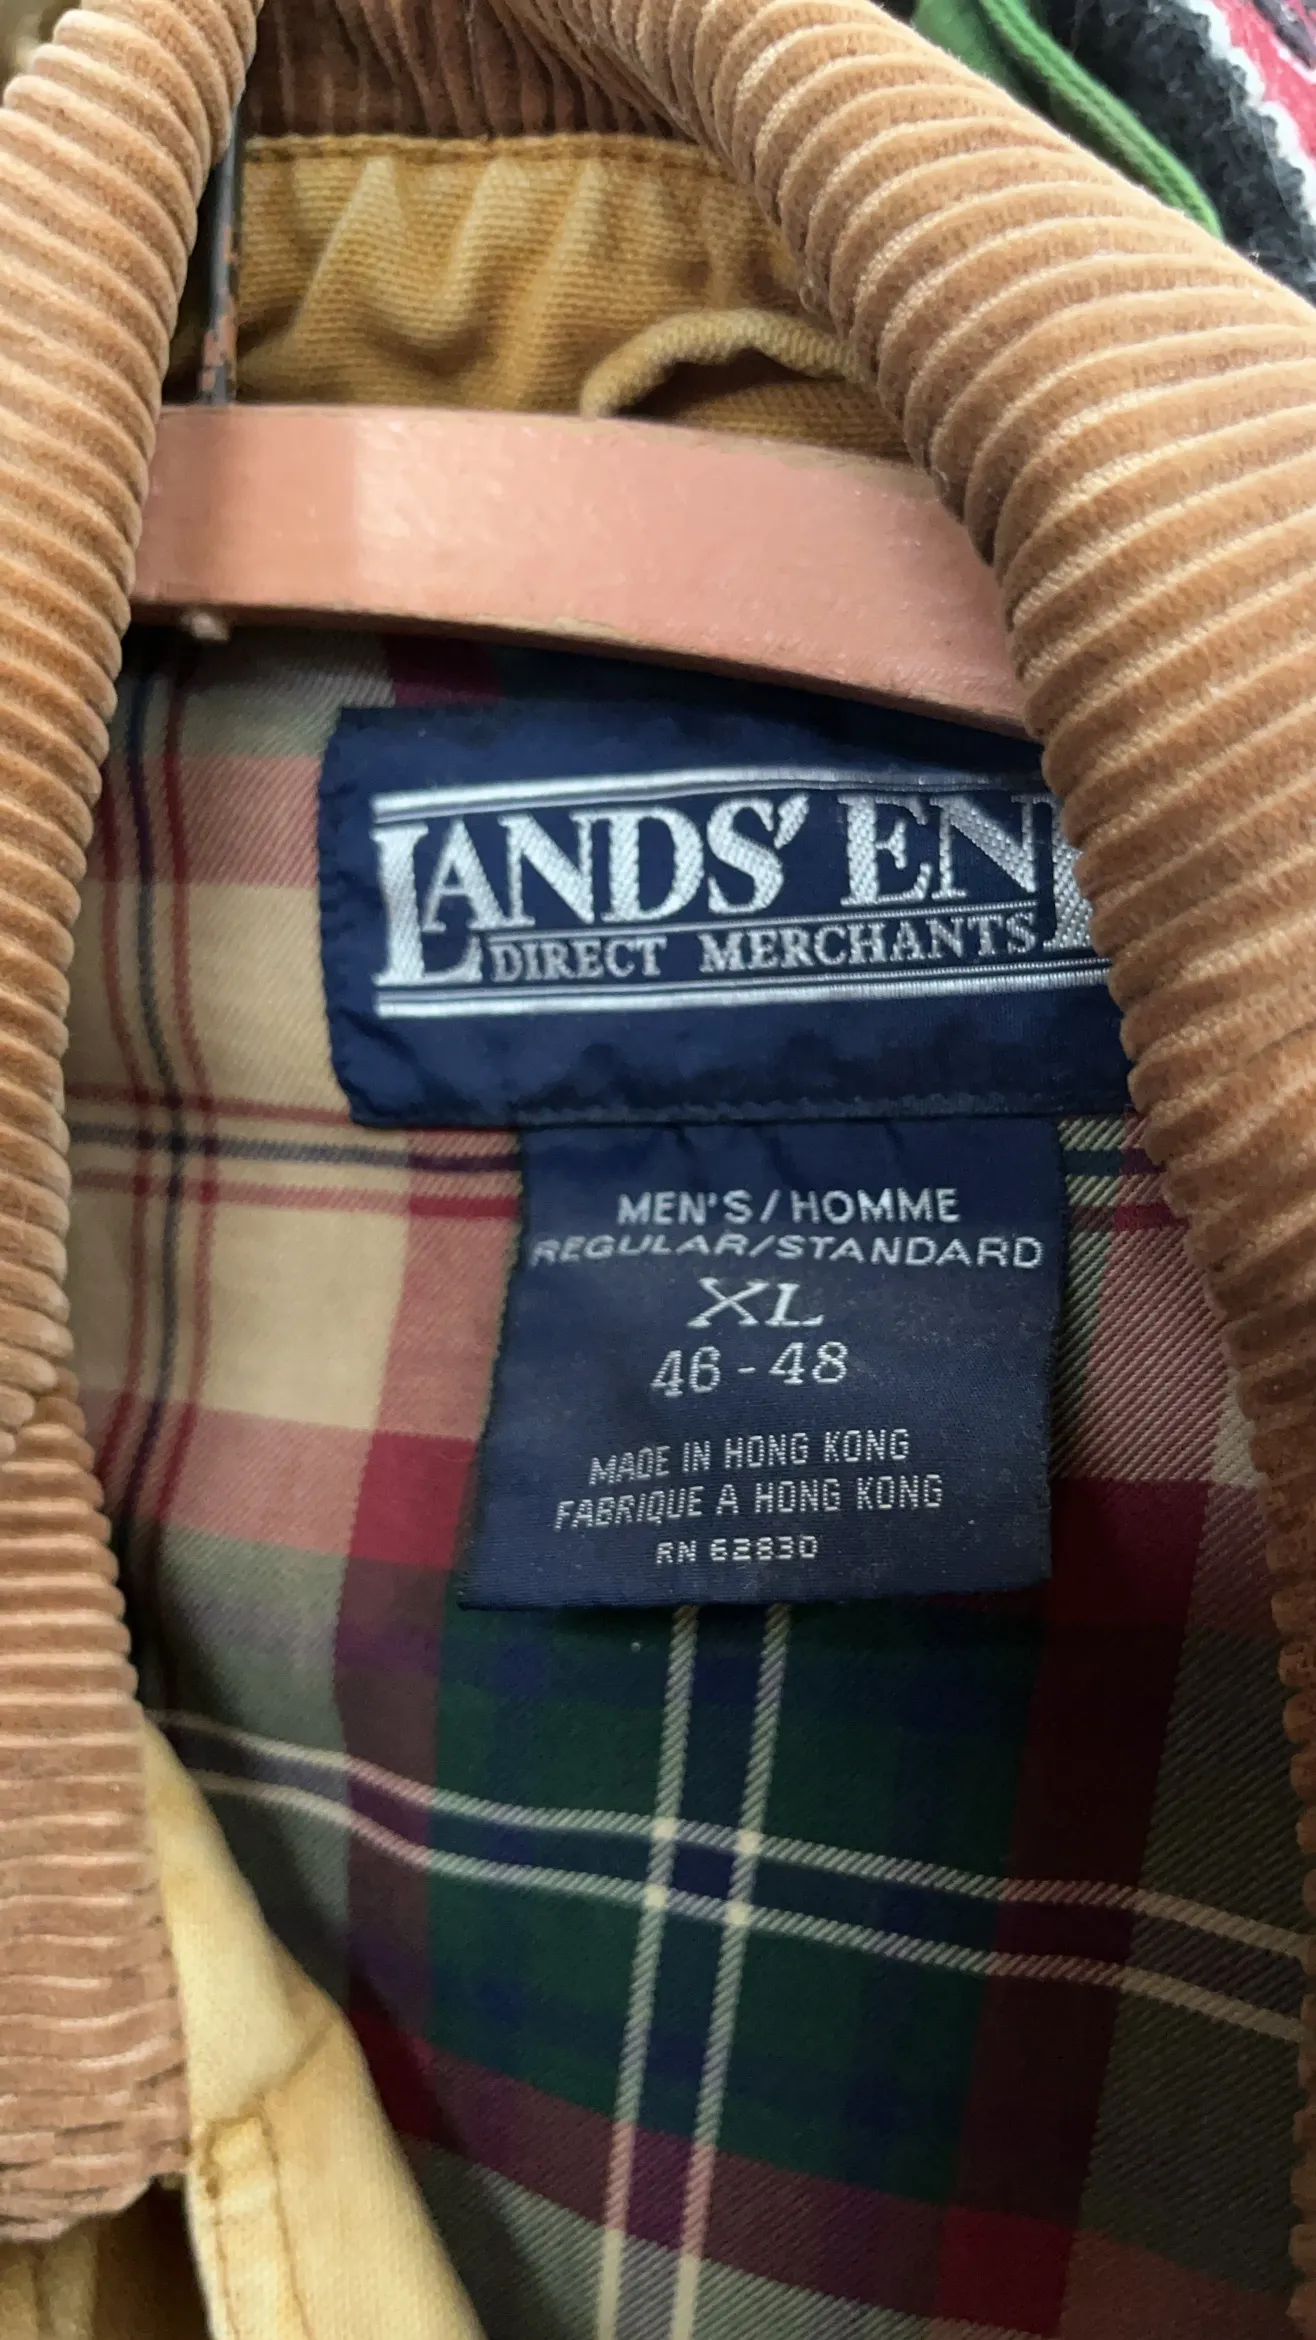 LANDS' END
DIRECT MERCHANTS
MEN'S/HOMME
REGULAR/STANDARD
XL
46-48
MADE IN HONG KONG
FABRIQUE A HONG KONG
RN 62830